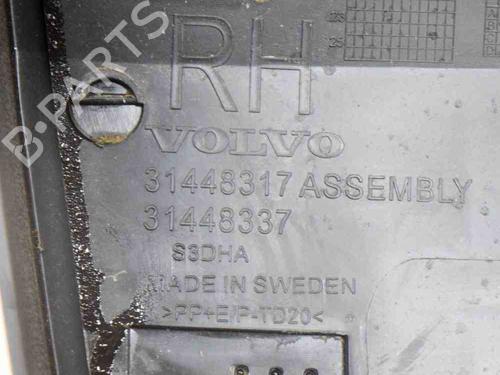 RH
VOLVO
31448317 ASSEMBLY
31448337
S3DHA
MADE IN SWEDEN
>PP+E/P-TD20<
B-PARTS